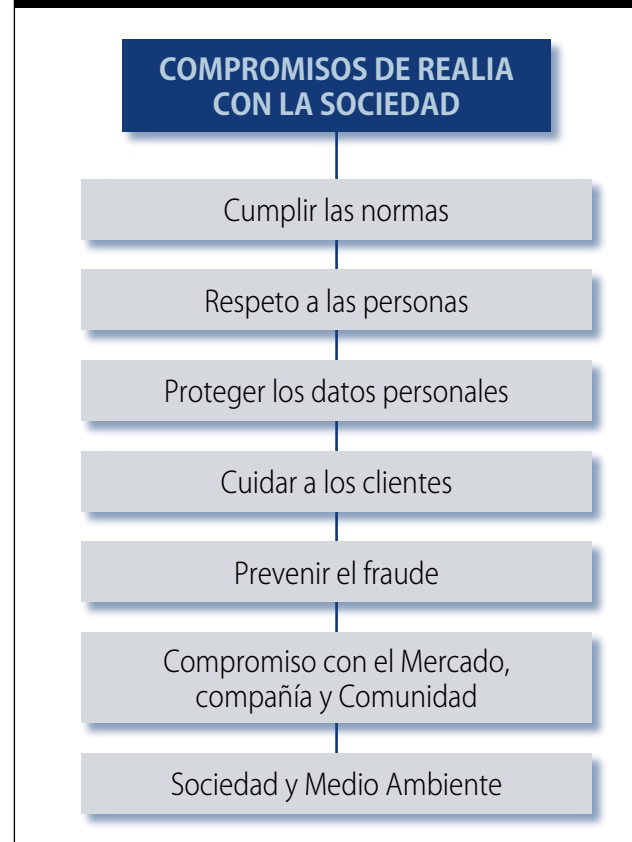 COMPROMISOS DE REALIA
CON LA SOCIEDAD
Cumplir las normas
Respeto a las personas
Proteger los datos personales
Cuidar a los clientes
Prevenir el fraude
Compromiso con el Mercado,
compañía y Comunidad
Sociedad y Medio Ambiente